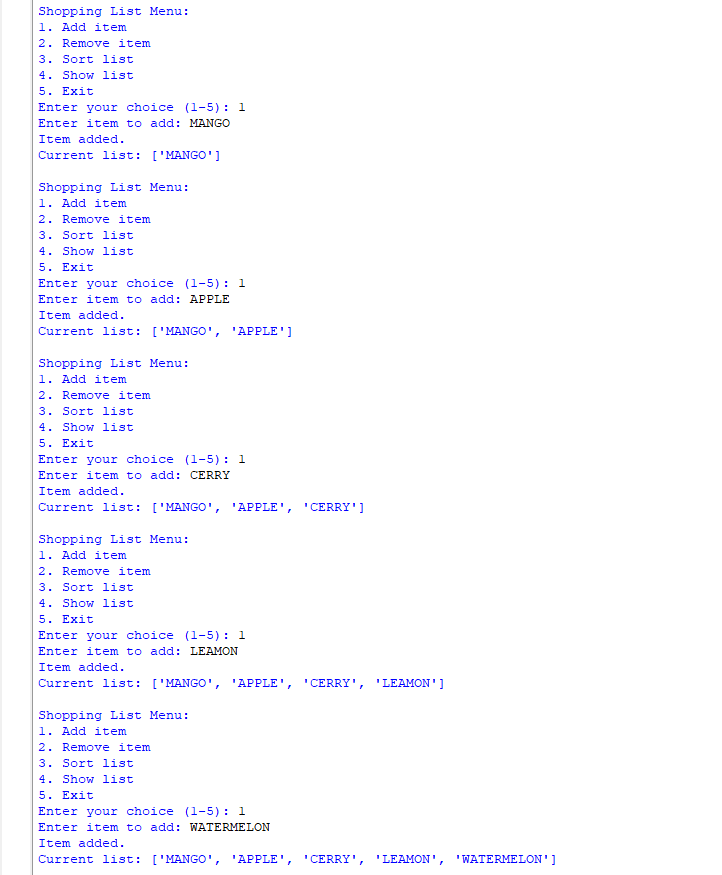 Shopping List Menu:
1. Add item
2. Remove item
3. Sort list
4. Show list
5. Exit
Enter your choice (1-5): 1
Enter item to add: MANGO
Item added.
Current list: ['MANGO']
Shopping List Menu:
1. Add item
2. Remove item
3. Sort list
4. Show list
5. Exit
Enter your choice (1-5): 1
Enter item to add: APPLE
Item added.
Current list: ['MANGO', 'APPLE']
Shopping List Menu:
1. Add item
2. Remove item
3. Sort list
4. Show list
5. Exit
Enter your choice (1-5): 1
Enter item to add: CERRY
Item added.
Current list: ['MANGO', 'APPLE', 'CERRY']
Shopping List Menu:
1. Add item
2. Remove item
3. Sort list
4. Show list
5. Exit
Enter your choice (1-5): 1
Enter item to add: LEAMON
Item added.
Current list: ['MANGO', 'APPLE', 'CERRY', 'LEAMON']
Shopping List Menu:
1. Add item
2. Remove item
3. Sort list
4. Show list
5. Exit
Enter your choice (1-5): 1
Enter item to add: WATERMELON
Item added.
Current list: ['MANGO', 'APPLE', 'CERRY', 'LEAMON', 'WATERMELON']